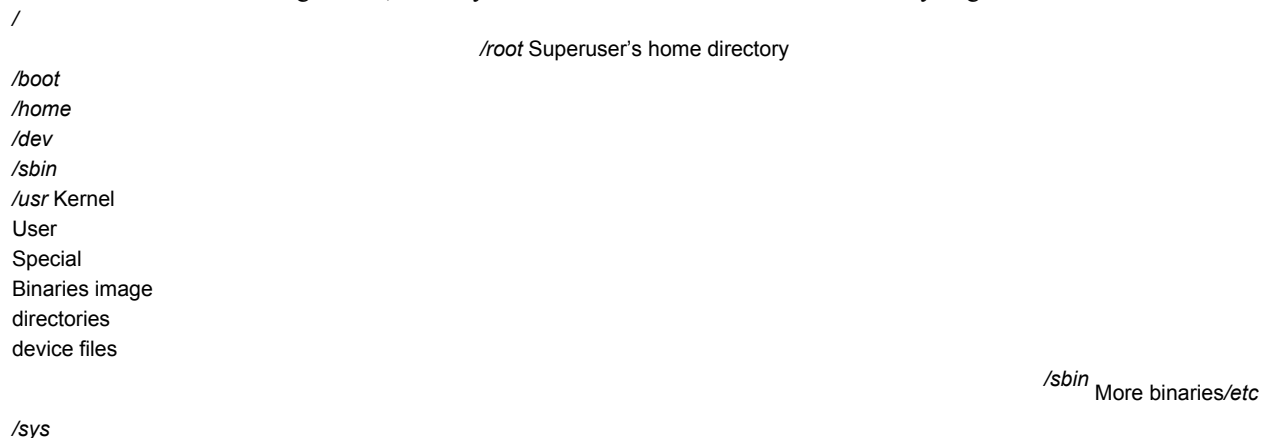 /
/root Superuser’s home directory
/boot
/home
/dev
/sbin
/usr Kernel
User
Special
Binaries image
directories
device files
/sbin More binaries/etc
/sys